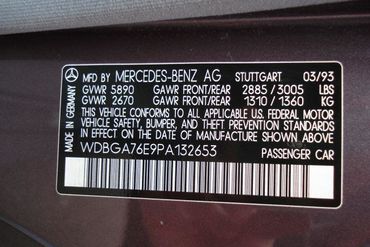 MADE IN GERMANY
MFD. BY MERCEDES-BENZ AG STUTTGART 03/93
GVWR 5890 GAWR FRONT/REAR 2885/3005 LBS
GVWR 2670 GAWR FRONT/REAR 1310/1360 KG
THIS VEHICLE CONFORMS TO ALL APPLICABLE U.S. FEDERAL MOTOR
VEHICLE SAFETY, BUMPER, AND THEFT PREVENTION STANDARDS
IN EFFECT ON THE DATE OF MANUFACTURE SHOWN ABOVE.
WDBGA76E9PA132653 PASSENGER CAR